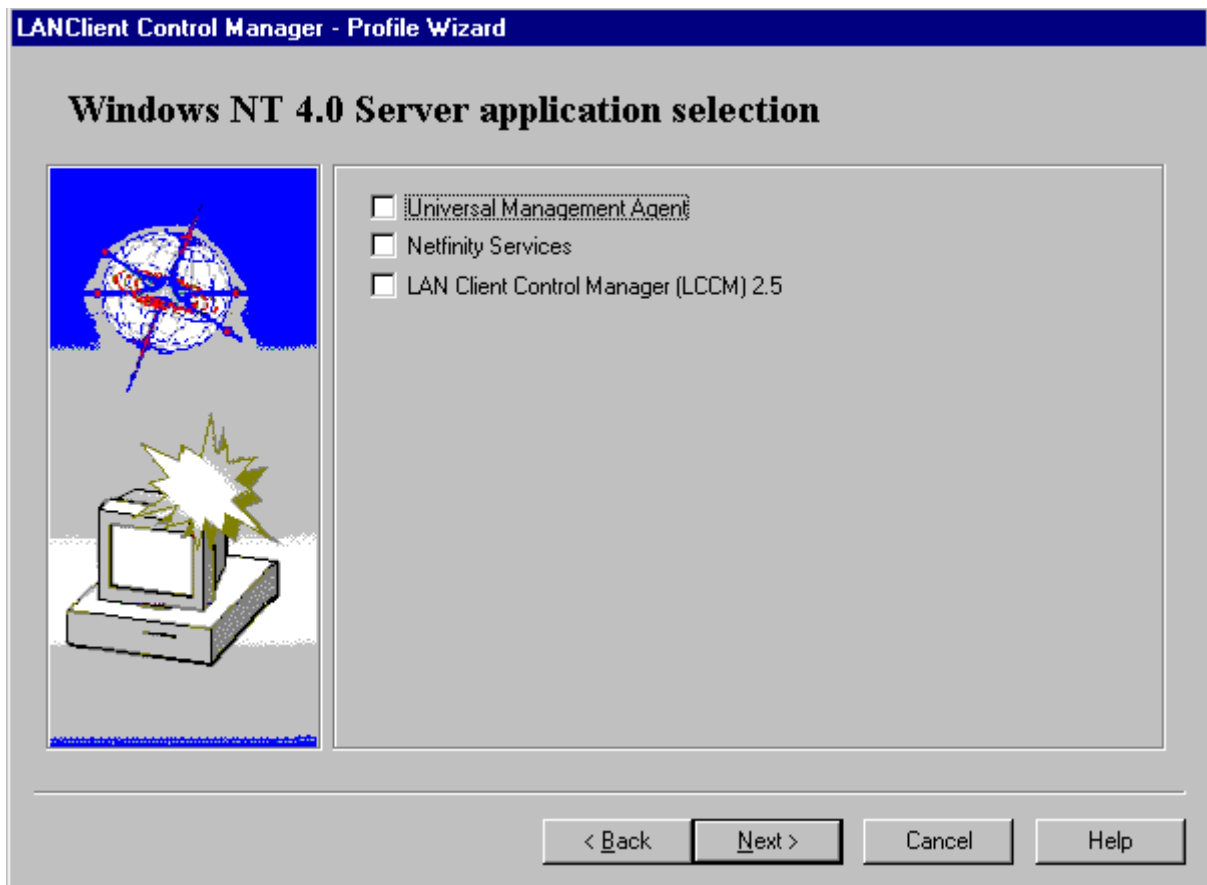 LANClient Control Manager - Profile Wizard
Windows NT 4.0 Server application selection
Universal Management Agent
Netfinity Services
LAN Client Control Manager (LCCM) 2.5
< Back Next > Cancel Help